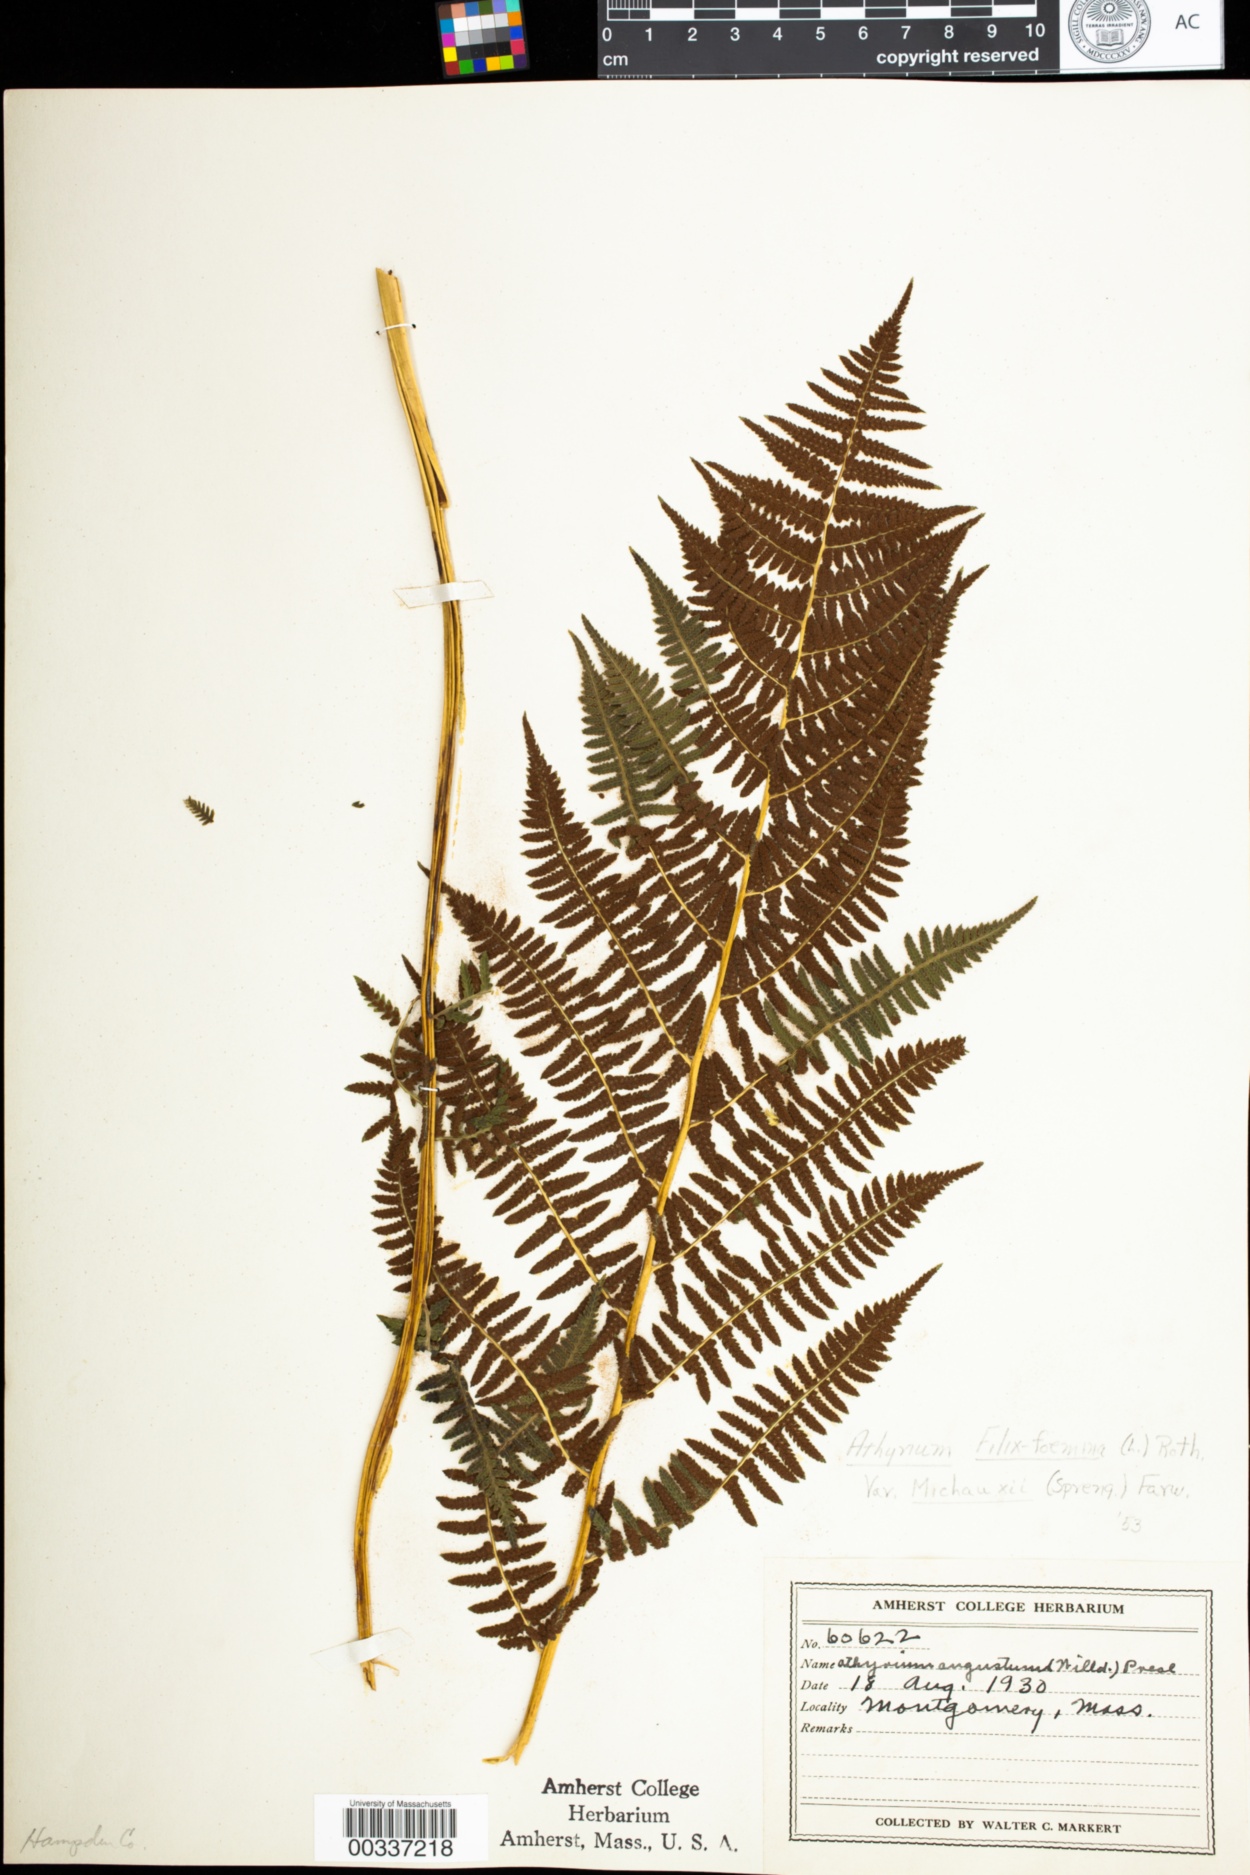 0 1 2 3 4 5 6 7 8 9 10
cm
copyright reserved
TERRAS IRRADIENT
MDCCCXXV
AC
Athyrium Filix-foemina (L.) Roth.
Var. Michauxii (Spreng.) Farw.
'53
AMHERST COLLEGE HERBARIUM
No. 60622
Name athyrium angustum (Willd.) Presl
Date 18 Aug. 1930
Locality Montgomery, Mass.
Remarks
COLLECTED BY WALTER C. MARKERT
Amherst College
Herbarium
Amherst, Mass., U. S. A.
University of Massachusetts
00337218
Hampden Co.